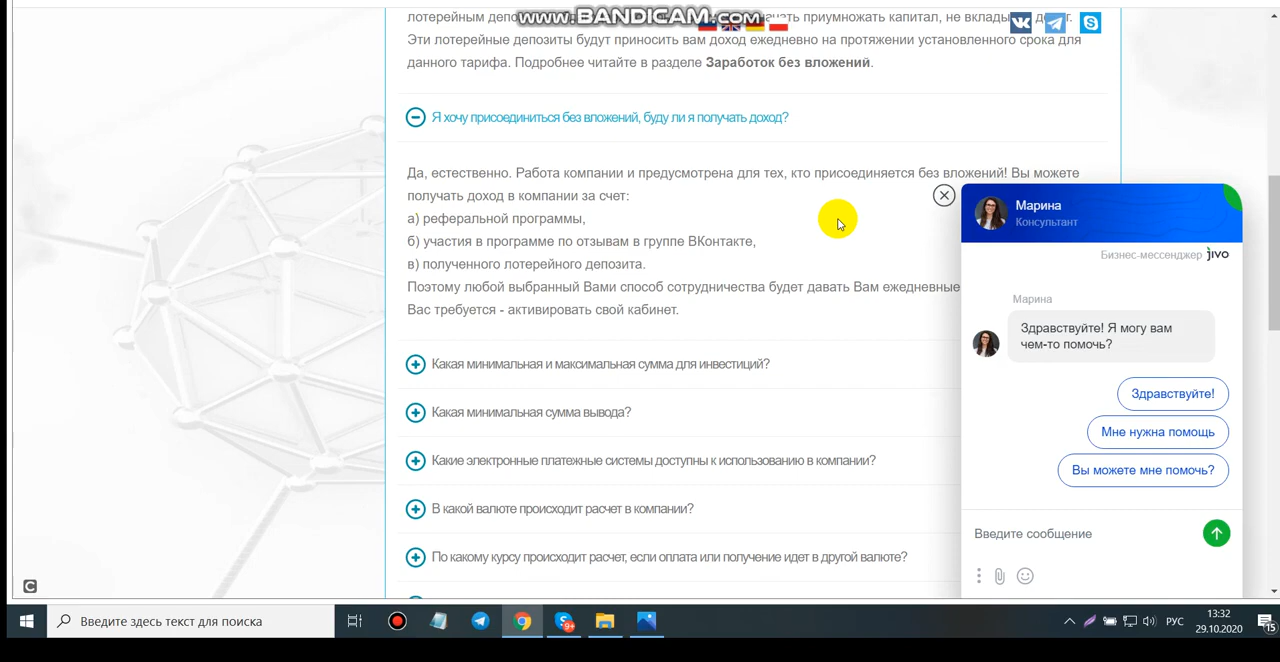 www.BANDICAM.com
лотерейным
приумножать капитал, не
Эти лотерейные депозиты будут приносить вам доход ежедневно на протяжении установленного срока для
данного тарифа. Подробнее читайте в разделе Заработок без вложений.
Я хочу присоединиться без вложений, буду ли я получать доход?
Да, естественно. Работа компании и предусмотрена для тех, кто присоединяется без вложений! Вы можете
получать доход в компании за счет:
а) реферальной программы,
б) участия в программе по отзывам в группе ВКонтакте,
в) полученного лотерейного депозита.
Поэтому любой выбранный Вами способ сотрудничества будет давать Вам ежедневные
Вас требуется - активировать свой кабинет.
Какая минимальная и максимальная сумма для инвестиций?
Какая минимальная сумма вывода?
Какие электронные платежные системы доступны к использованию в компании?
В какой валюте происходит расчет в компании?
По какому курсу происходит расчет, если оплата или получение идет в другой валюте?
Марина
Консультант
Бизнес-мессенджер jivo
Марина
Здравствуйте! Я могу вам
чем-то помочь?
Здравствуйте!
Мне нужна помощь
Вы можете мне помочь?
Введите сообщение
Введите здесь текст для поиска
9+
РУС
13:32
29.10.2020
15